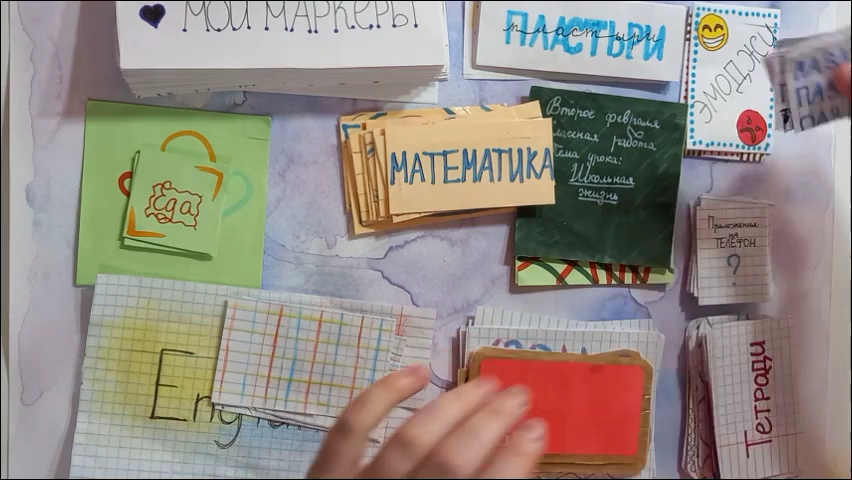 МОИ МАРКЕРЫ
ПЛАСТЫРИ
пластыри
ЭМОДЖИ
Второе февраля
классная работа
Тема урока:
Школьная
жизнь
Еда
МАТЕМАТИКА
Приложения
на
ТЕЛЕФОН
?
Тетради